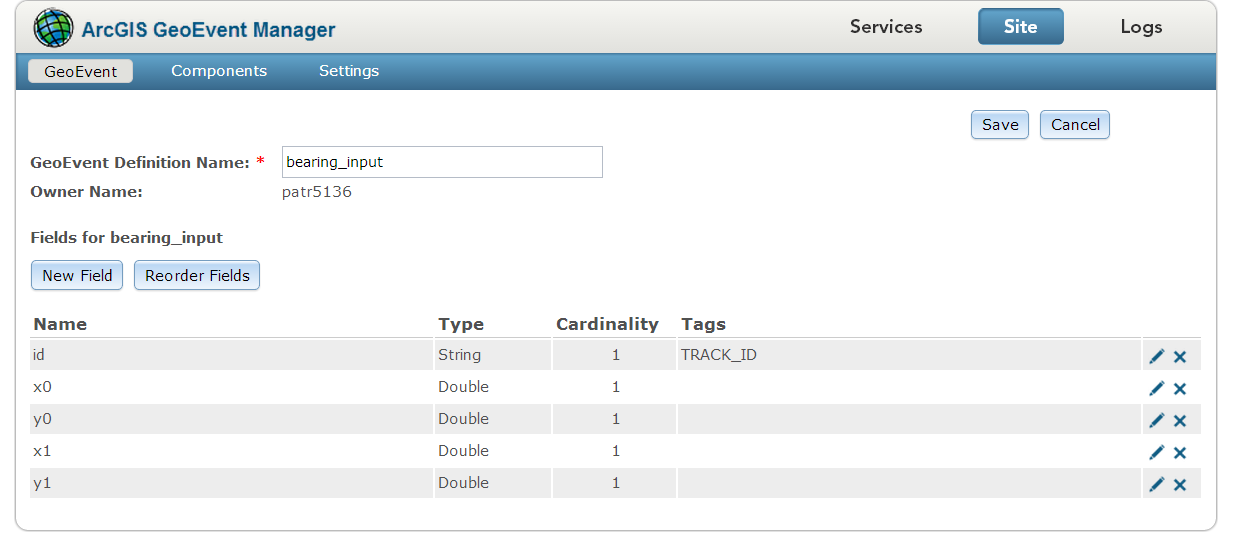 ArcGIS GeoEvent Manager Services Site Logs
GeoEvent Components Settings
Save Cancel
GeoEvent Definition Name: * bearing_input
Owner Name: patr5136
Fields for bearing_input
New Field Reorder Fields
Name Type Cardinality Tags
id String 1 TRACK_ID
x0 Double 1
y0 Double 1
x1 Double 1
y1 Double 1